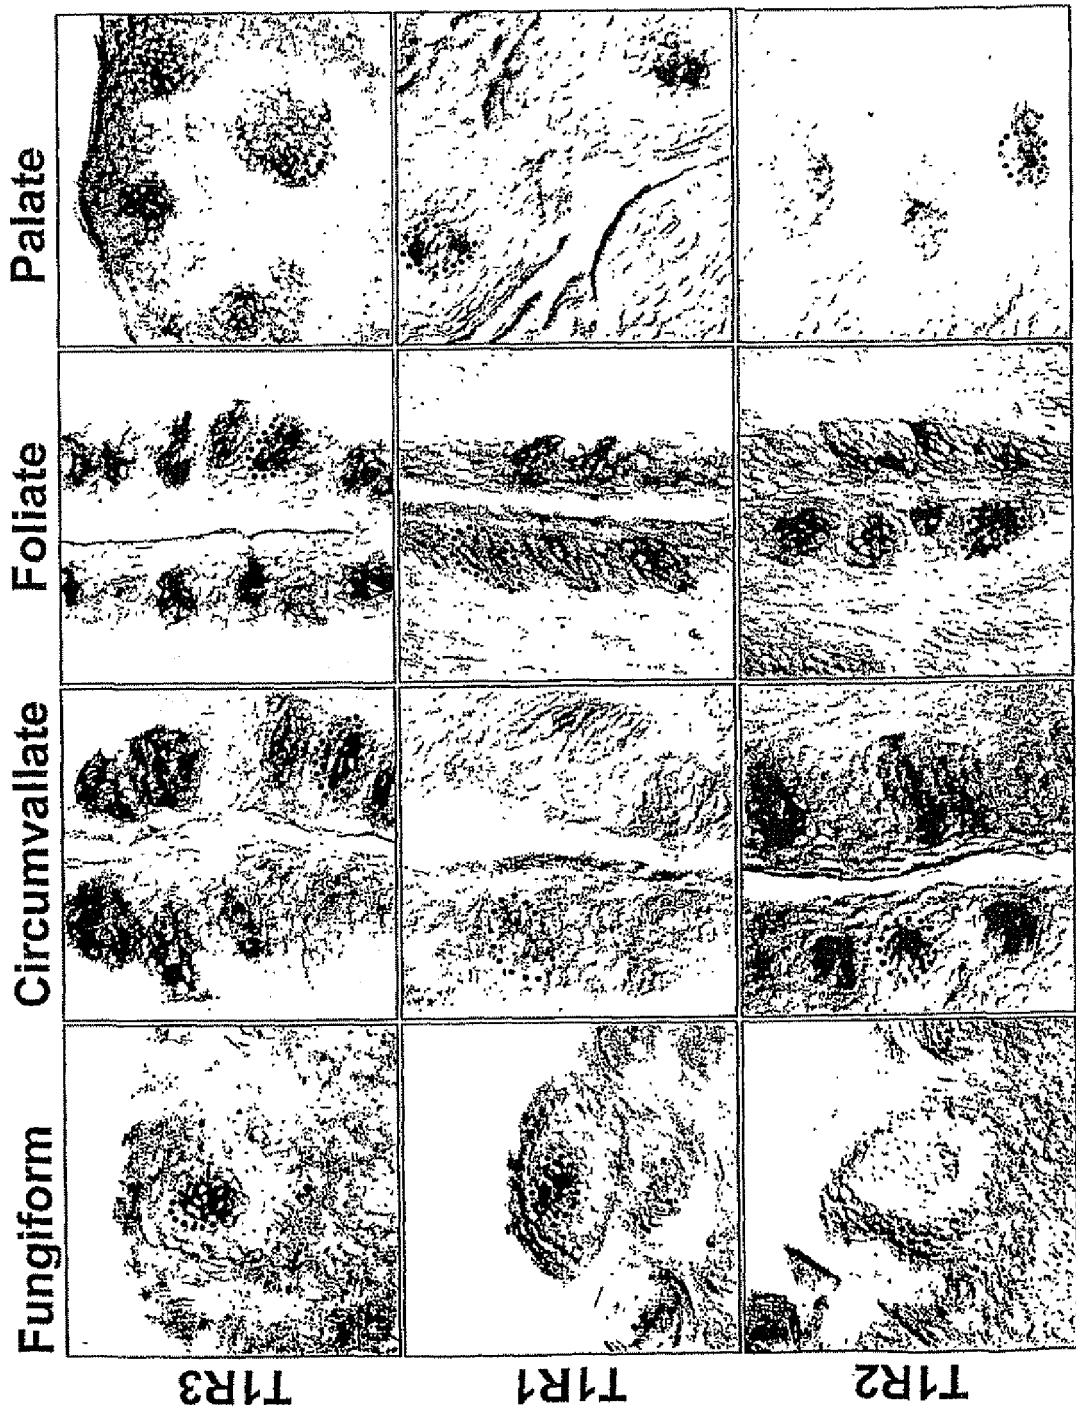 Fungiform
Circumvallate
Foliate
Palate
T1R3
T1R1
T1R2